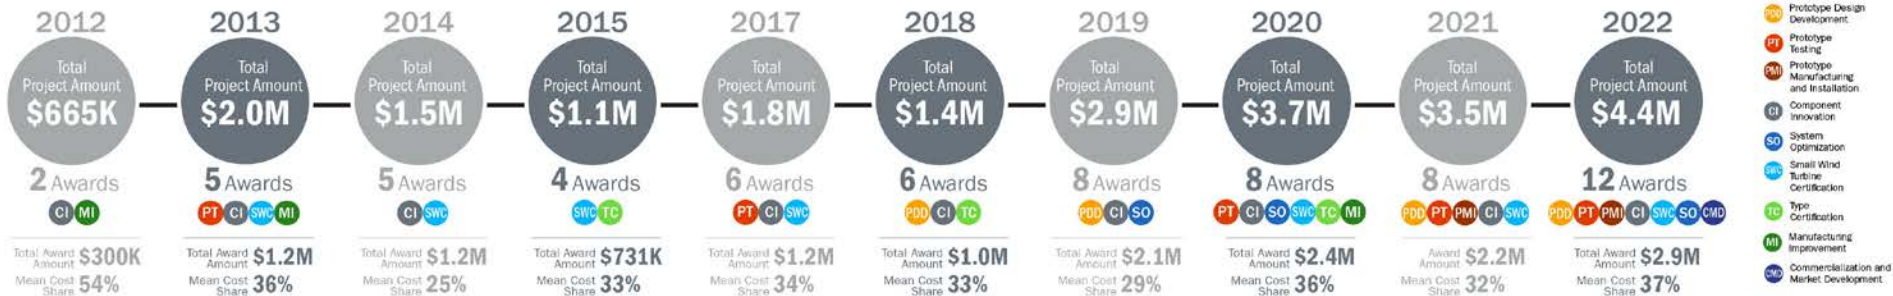 2012
Total
Project Amount
$665K
2 Awards
CI MI
Total Award
Amount $300K
Mean Cost
Share 54%
2013
Total
Project Amount
$2.0M
5 Awards
PT CI SWC MI
Total Award
Amount $1.2M
Mean Cost
Share 36%
2014
Total
Project Amount
$1.5M
5 Awards
CI SWC
Total Award
Amount $1.2M
Mean Cost
Share 25%
2015
Total
Project Amount
$1.1M
4 Awards
SWC TC
Total Award
Amount $731K
Mean Cost
Share 33%
2017
Total
Project Amount
$1.8M
6 Awards
PT CI SWC
Total Award
Amount $1.2M
Mean Cost
Share 34%
2018
Total
Project Amount
$1.4M
6 Awards
PDD CI TC
Total Award
Amount $1.0M
Mean Cost
Share 33%
2019
Total
Project Amount
$2.9M
8 Awards
PDD CI SO
Total Award
Amount $2.1M
Mean Cost
Share 29%
2020
Total
Project Amount
$3.7M
8 Awards
PT CI SO SWC TC MI
Total Award
Amount $2.4M
Mean Cost
Share 36%
2021
Total
Project Amount
$3.5M
8 Awards
PDD PT PMI CI SWC
Award
Amount $2.2M
Mean Cost
Share 32%
2022
Total
Project Amount
$4.4M
12 Awards
PDD PT PMI CI SWC SO CMD
Total Award
Amount $2.9M
Mean Cost
Share 37%
PDD Prototype Design
Development
PT Prototype
Testing
PMI Prototype
Manufacturing
and Installation
CI Component
Innovation
SO System
Optimization
SWC Small Wind
Turbine
Certification
TC Type
Certification
MI Manufacturing
Improvement
CMD Commercialization and
Market Development